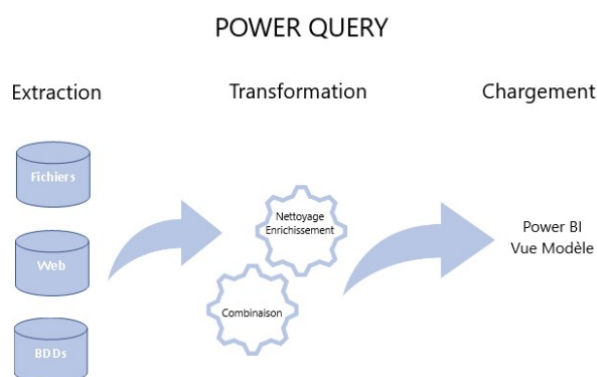 POWER QUERY
Extraction
Transformation
Chargement
Fichiers
Web
BDDs
Nettoyage
Enrichissement
Combinaison
Power BI
Vue Modèle